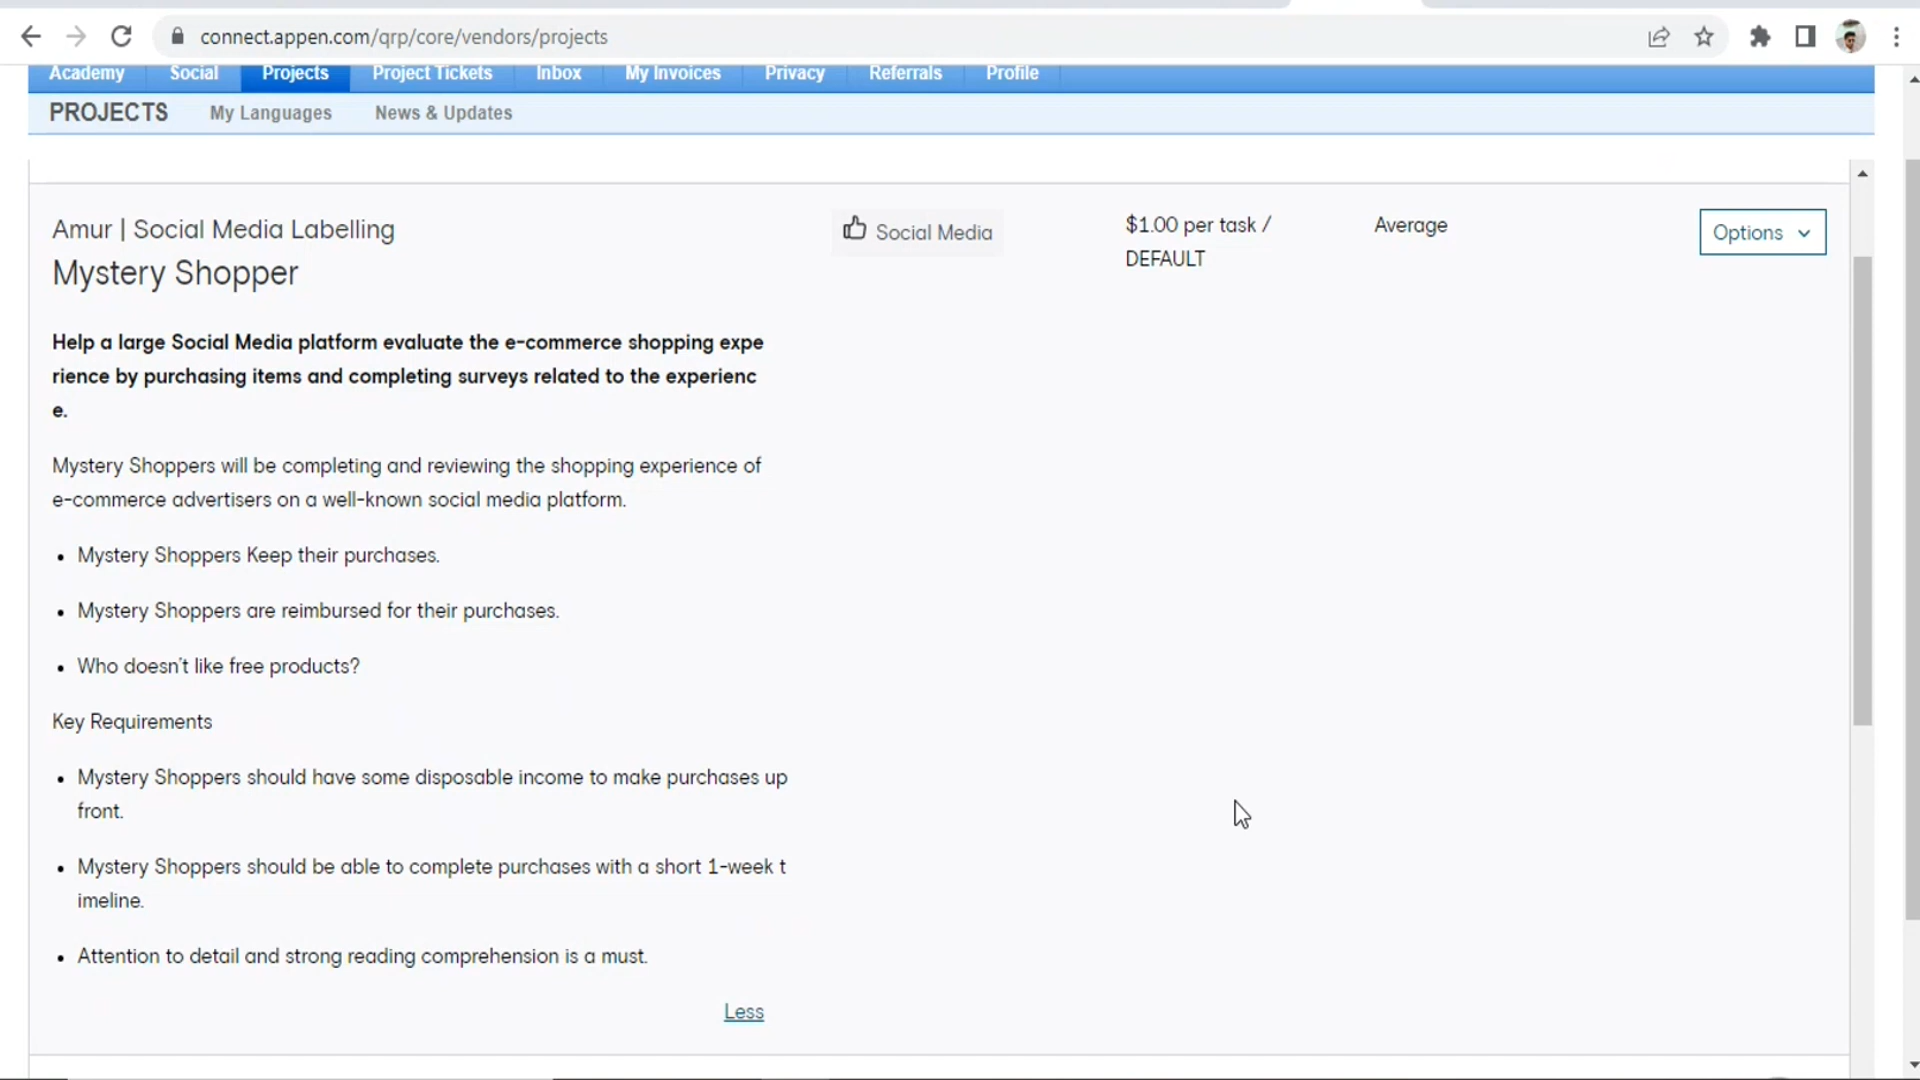 connect.appen.com/qrp/core/vendors/projects
Academy Social Projects Project Tickets Inbox My Invoices Privacy Referrals Profile
PROJECTS My Languages News & Updates
Amur | Social Media Labelling
Mystery Shopper
Social Media
$1.00 per task /
DEFAULT
Average
Options
Help a large Social Media platform evaluate the e-commerce shopping expe
rience by purchasing items and completing surveys related to the experienc
e.
Mystery Shoppers will be completing and reviewing the shopping experience of
e-commerce advertisers on a well-known social media platform.
• Mystery Shoppers Keep their purchases.
• Mystery Shoppers are reimbursed for their purchases.
• Who doesn't like free products?
Key Requirements
• Mystery Shoppers should have some disposable income to make purchases up
front.
• Mystery Shoppers should be able to complete purchases with a short 1-week t
imeline.
• Attention to detail and strong reading comprehension is a must.
Less